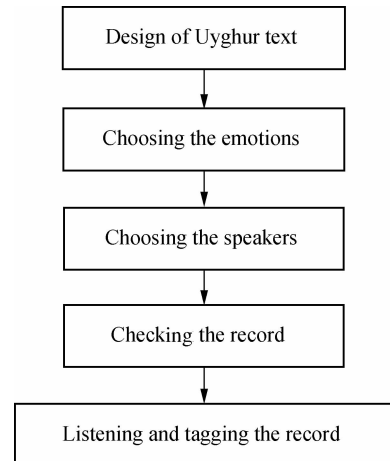 Design of Uyghur text
Choosing the emotions
Choosing the speakers
Checking the record
Listening and tagging the record